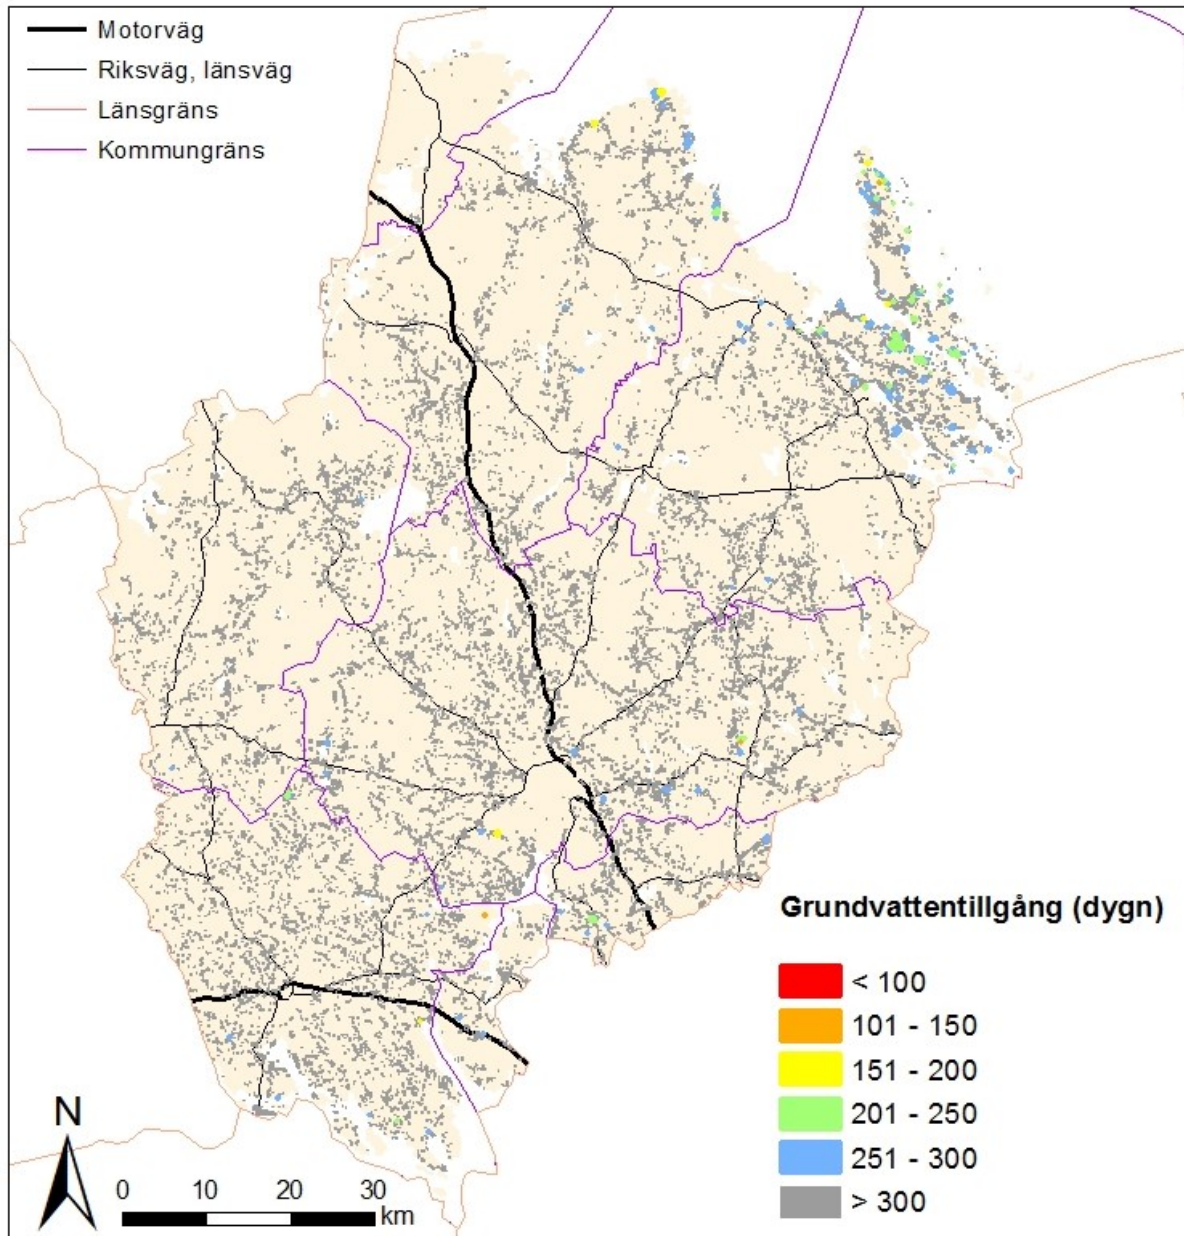 Motorväg
Riksväg, länsväg
Länsgräns
Kommungräns
Grundvattentillgång (dygn)
< 100
101 - 150
151 - 200
201 - 250
251 - 300
> 300
N
0 10 20 30
km